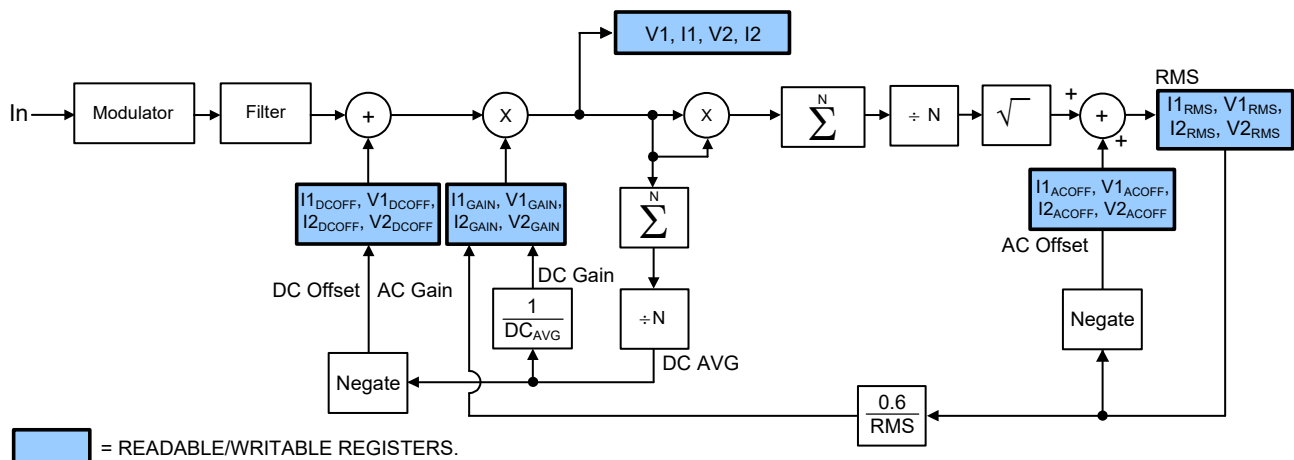 V1, I1, V2, I2
RMS
In
Modulator
Filter
+
X
X
N
∑
÷ N
√
+
+
+
I1RMS, V1RMS,
I2RMS, V2RMS
I1DCOFF, V1DCOFF,
I2DCOFF, V2DCOFF
I1GAIN, V1GAIN,
I2GAIN, V2GAIN
N
∑
I1ACOFF, V1ACOFF,
I2ACOFF, V2ACOFF
AC Offset
DC Offset
AC Gain
DC Gain
1
DCAVG
÷N
Negate
DC AVG
Negate
0.6
RMS
= READABLE/WRITABLE REGISTERS.